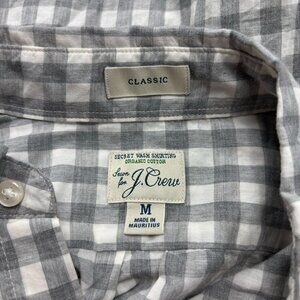 CLASSIC
SECRET WASH SHIRTING
ORGANIC COTTON
Sewn
for J.Crew
M
MADE IN
MAURITIUS